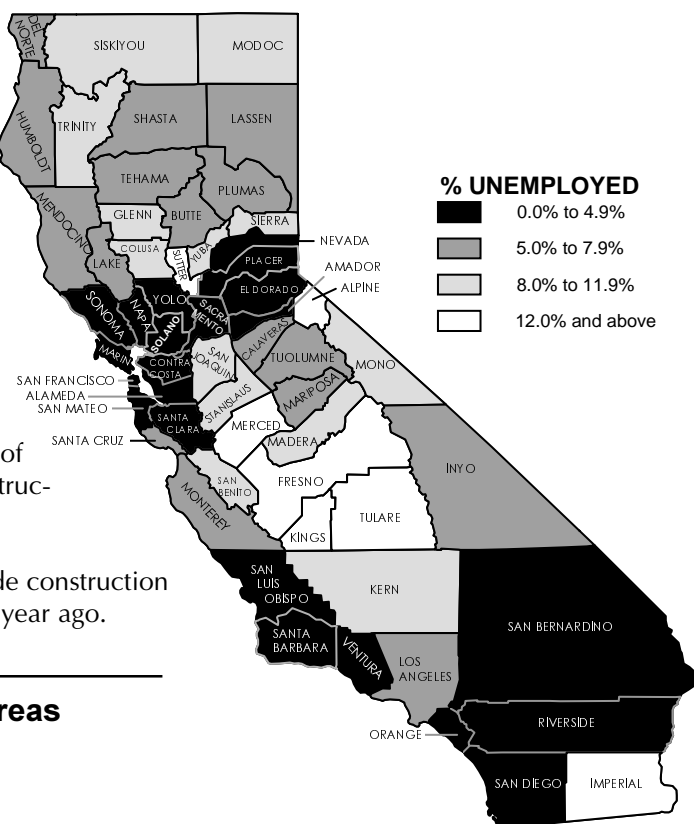 DEL
NORTE
SISKIYOU
MODOC
HUMBOLDT
TRINITY
SHASTA
LASSEN
TEHAMA
PLUMAS
MENDOCINO
GLENN
BUTTE
SIERRA
COLUSA
LAKE
SUTTER
YUBA
NEVADA
PLACER
AMADOR
EL DORADO
ALPINE
SONOMA
NAPA
YOLO
SOLANO
SACRA
MENTO
MARIN
CONTRA
COSTA
SAN
JOAQUIN
CALAVERAS
TUOLUMNE
MONO
SAN FRANCISCO
ALAMEDA
SAN MATEO
SANTA
CLARA
STANISLAUS
MARIPOSA
SANTA CRUZ
MERCED
MADERA
SAN
BENITO
FRESNO
INYO
MONTEREY
KINGS
TULARE
SAN
LUIS
OBISPO
KERN
SAN BERNARDINO
SANTA
BARBARA
VENTURA
LOS
ANGELES
ORANGE
RIVERSIDE
SAN DIEGO
IMPERIAL
% UNEMPLOYED
0.0% to 4.9%
5.0% to 7.9%
8.0% to 11.9%
12.0% and above
of
truc-
de construction
year ago.
reas